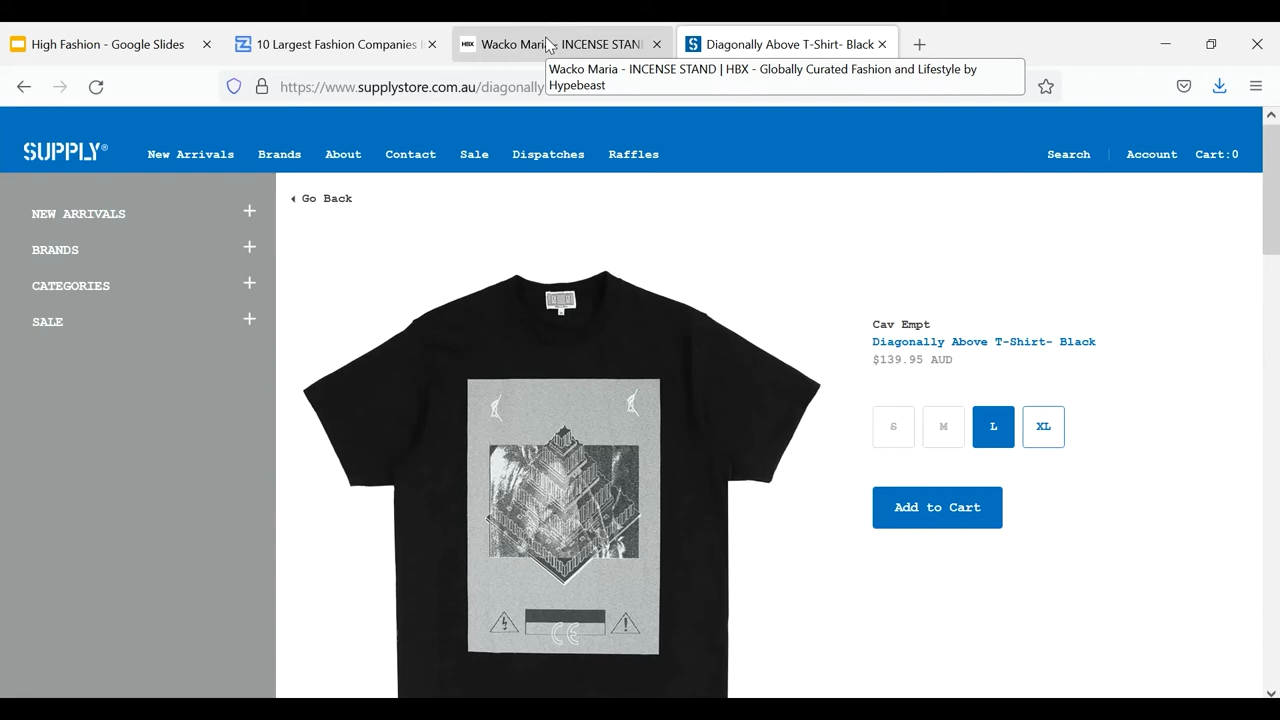 High Fashion - Google Slides
10 Largest Fashion Companies
HBX
Wacko Maria - INCENSE STAN
Diagonally Above T-Shirt- Black
https://www.supplystore.com.au/diagonally
Wacko Maria - INCENSE STAND | HBX - Globally Curated Fashion and Lifestyle by
Hypebeast
SUPPLY®
New Arrivals
Brands
About
Contact
Sale
Dispatches
Raffles
Search
Account
Cart:0
NEW ARRIVALS
BRANDS
CATEGORIES
SALE
Go Back
CE
Cav Empt
Diagonally Above T-Shirt- Black
$139.95 AUD
S
M
L
XL
Add to Cart